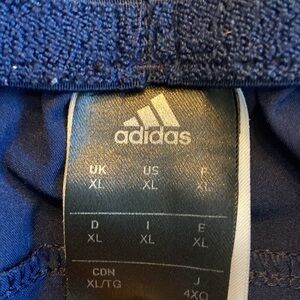 adidas
UK US F
XL XL XL
D I E
XL XL XL
CDN J
XL/TG 4XO